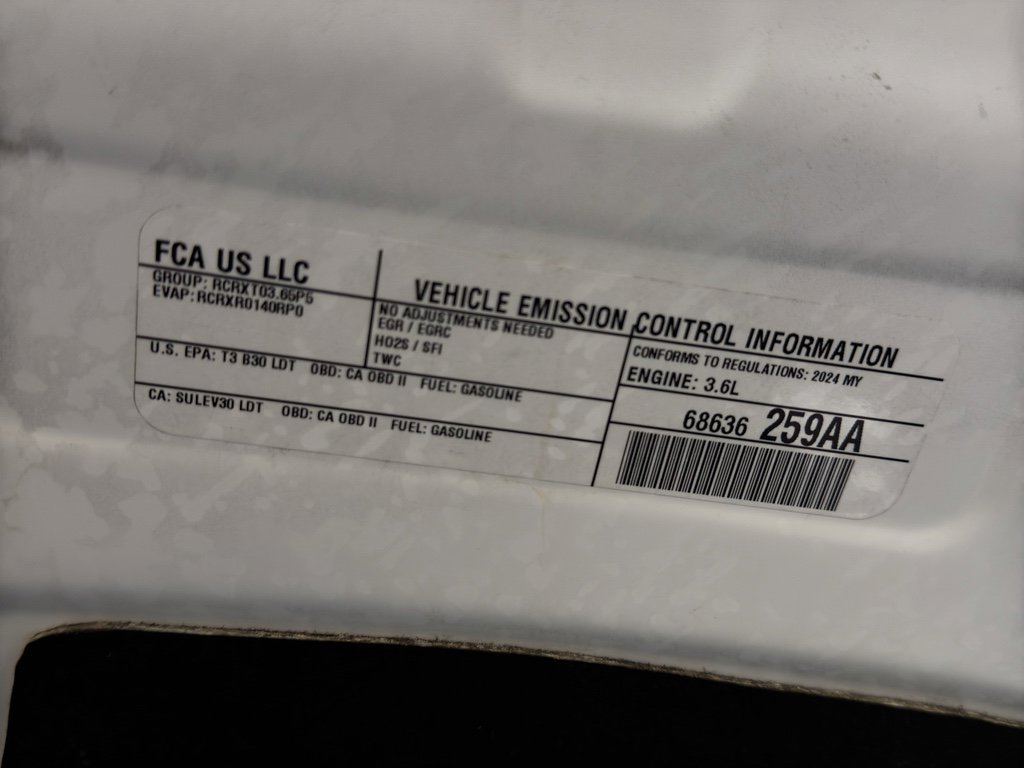 FCA US LLC
GROUP: RCRXT03.65P5
EVAP: RCRXR0140RP0
VEHICLE EMISSION CONTROL INFORMATION
NO ADJUSTMENTS NEEDED
EGR / EGRC
HO2S / SFI
TWC
CONFORMS TO REGULATIONS: 2024 MY
ENGINE: 3.6L
U.S. EPA: T3 B30 LDT OBD: CA OBD II FUEL: GASOLINE
CA: SULEV30 LDT OBD: CA OBD II FUEL: GASOLINE
68636 259AA